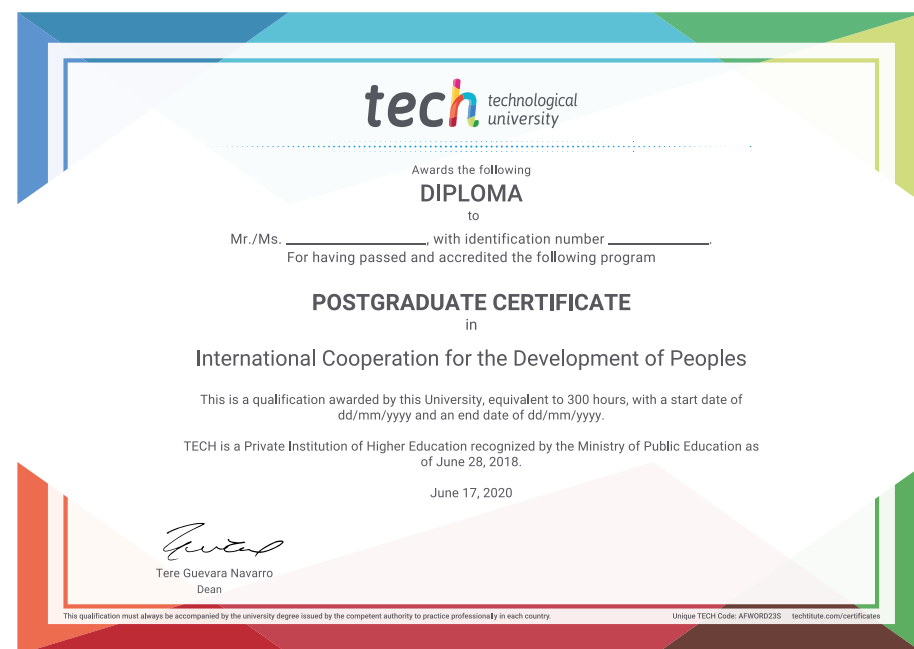 tech technological
university
Awards the following
DIPLOMA
to
Mr./Ms. ____________________, with identification number ______________.
For having passed and accredited the following program
POSTGRADUATE CERTIFICATE
in
International Cooperation for the Development of Peoples
This is a qualification awarded by this University, equivalent to 300 hours, with a start date of
dd/mm/yyyy and an end date of dd/mm/yyyy.
TECH is a Private Institution of Higher Education recognized by the Ministry of Public Education as
of June 28, 2018.
June 17, 2020
Tere Guevara Navarro
Dean
This qualification must always be accompanied by the university degree issued by the competent authority to practice professionally in each country. Unique TECH Code: AFWORD23S techtitute.com/certificates